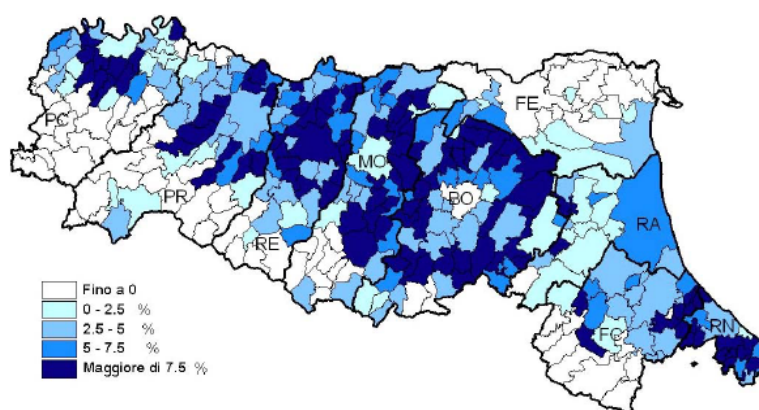 PC
FE
MO
BO
PR
RA
RE
Fino a 0
0 - 2.5 %
2.5 - 5 %
RN
5 - 7.5 %
FC
Maggiore di 7.5 %